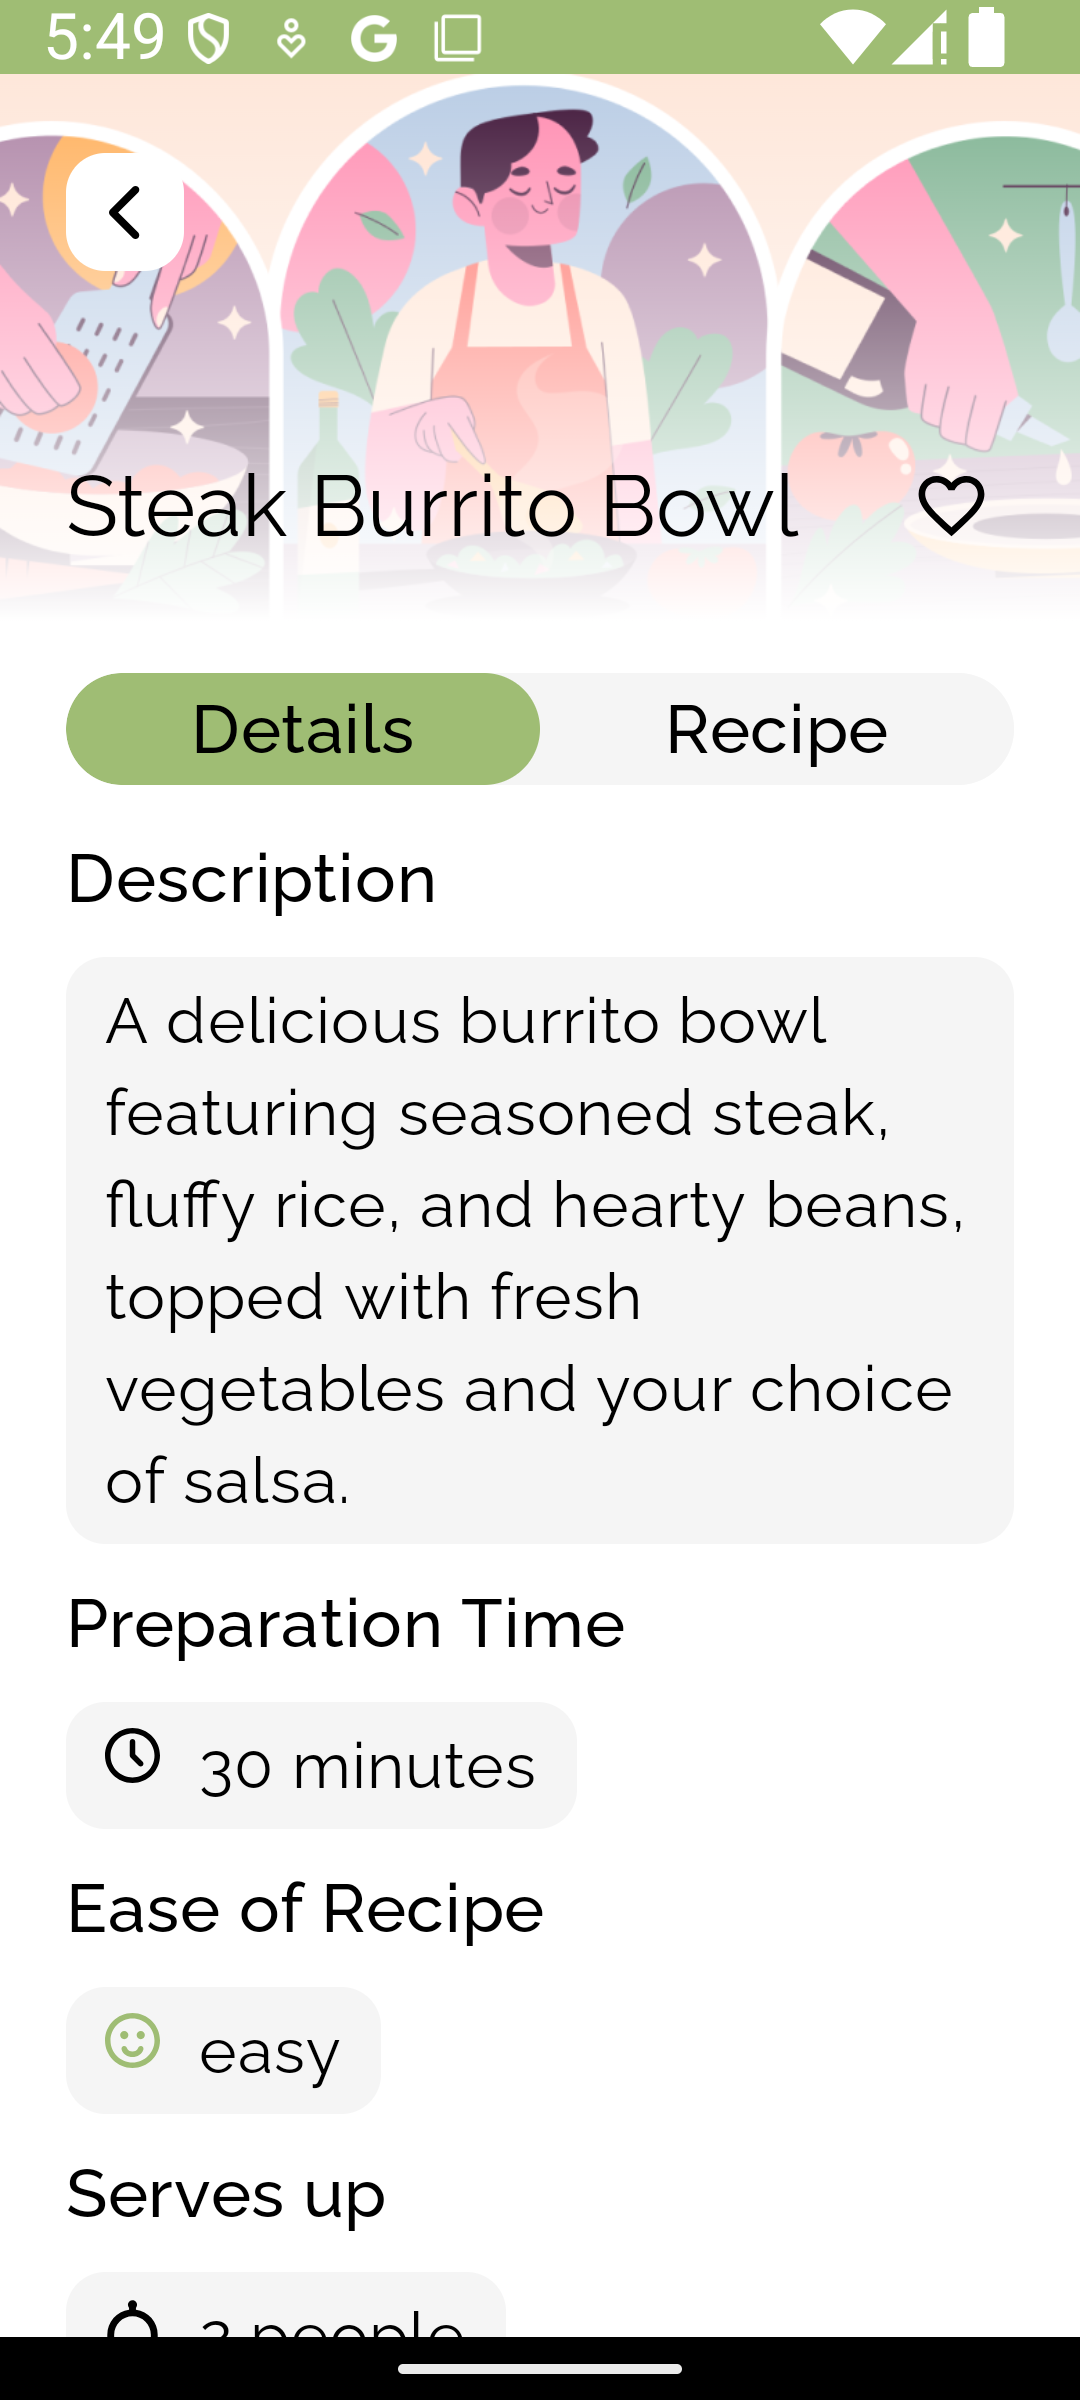 5:49
Steak Burrito Bowl
Details Recipe
Description
A delicious burrito bowl
featuring seasoned steak,
fluffy rice, and hearty beans,
topped with fresh
vegetables and your choice
of salsa.
Preparation Time
30 minutes
Ease of Recipe
easy
Serves up
people